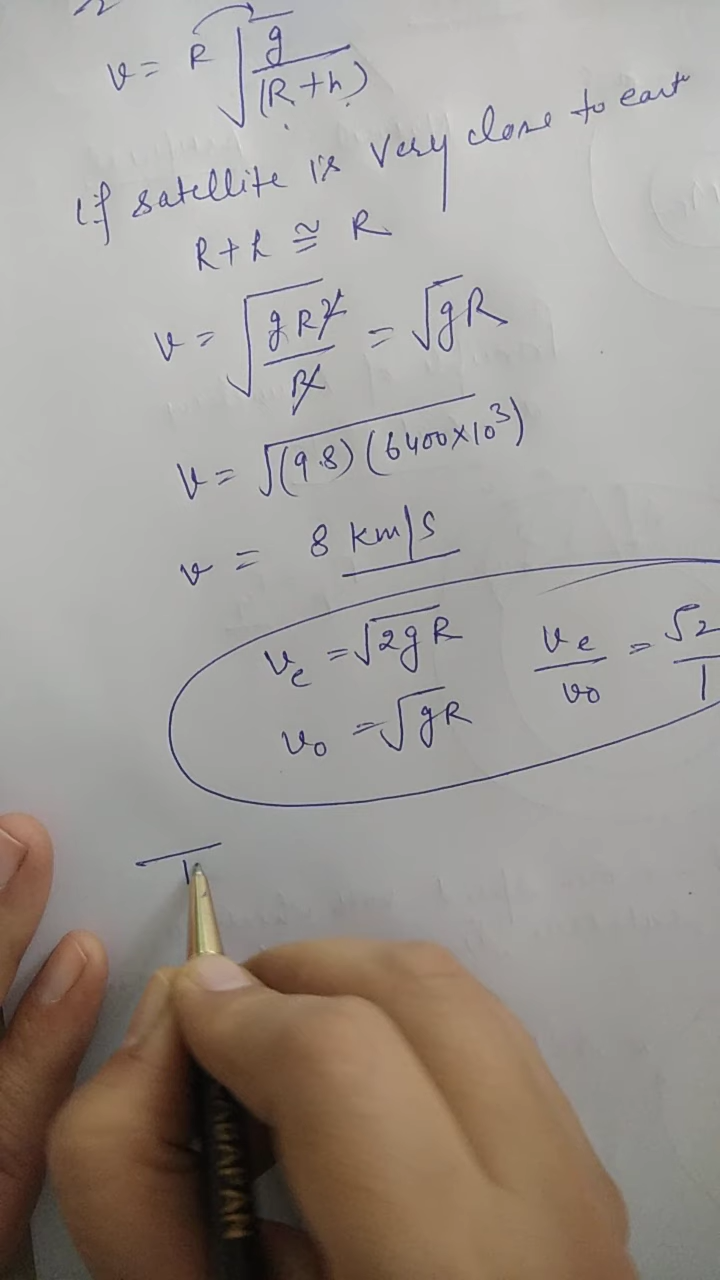 v = R √g/(R+h)
if satellite is very close to eart
R+h ≅ R
v = √gR²/R = √gR
v = √(9.8)(6400×10³)
v = 8 km/s
vₑ = √2gR vₑ/v₀ = √2/1
v₀ = √gR
T